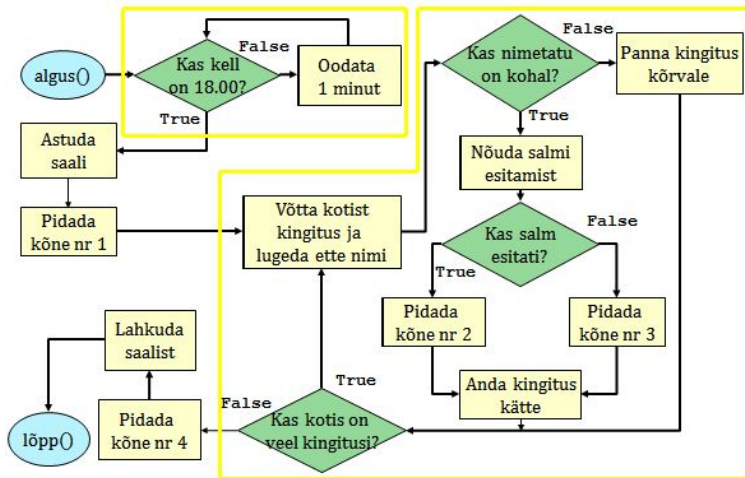 algus()
Kas kell
on 18.00?
False
True
Oodata
1 minut
Astuda
saali
Pidada
kõne nr 1
Võtta kotist
kingitus ja
lugeda ette nimi
Kas nimetatu
on kohal?
False
True
Panna kingitus
kõrvale
Nõuda salmi
esitamist
Kas salm
esitati?
True
False
Pidada
kõne nr 2
Pidada
kõne nr 3
Anda kingitus
kätte
Kas kotis on
veel kingitusi?
True
False
Pidada
kõne nr 4
Lahkuda
saalist
lõpp()